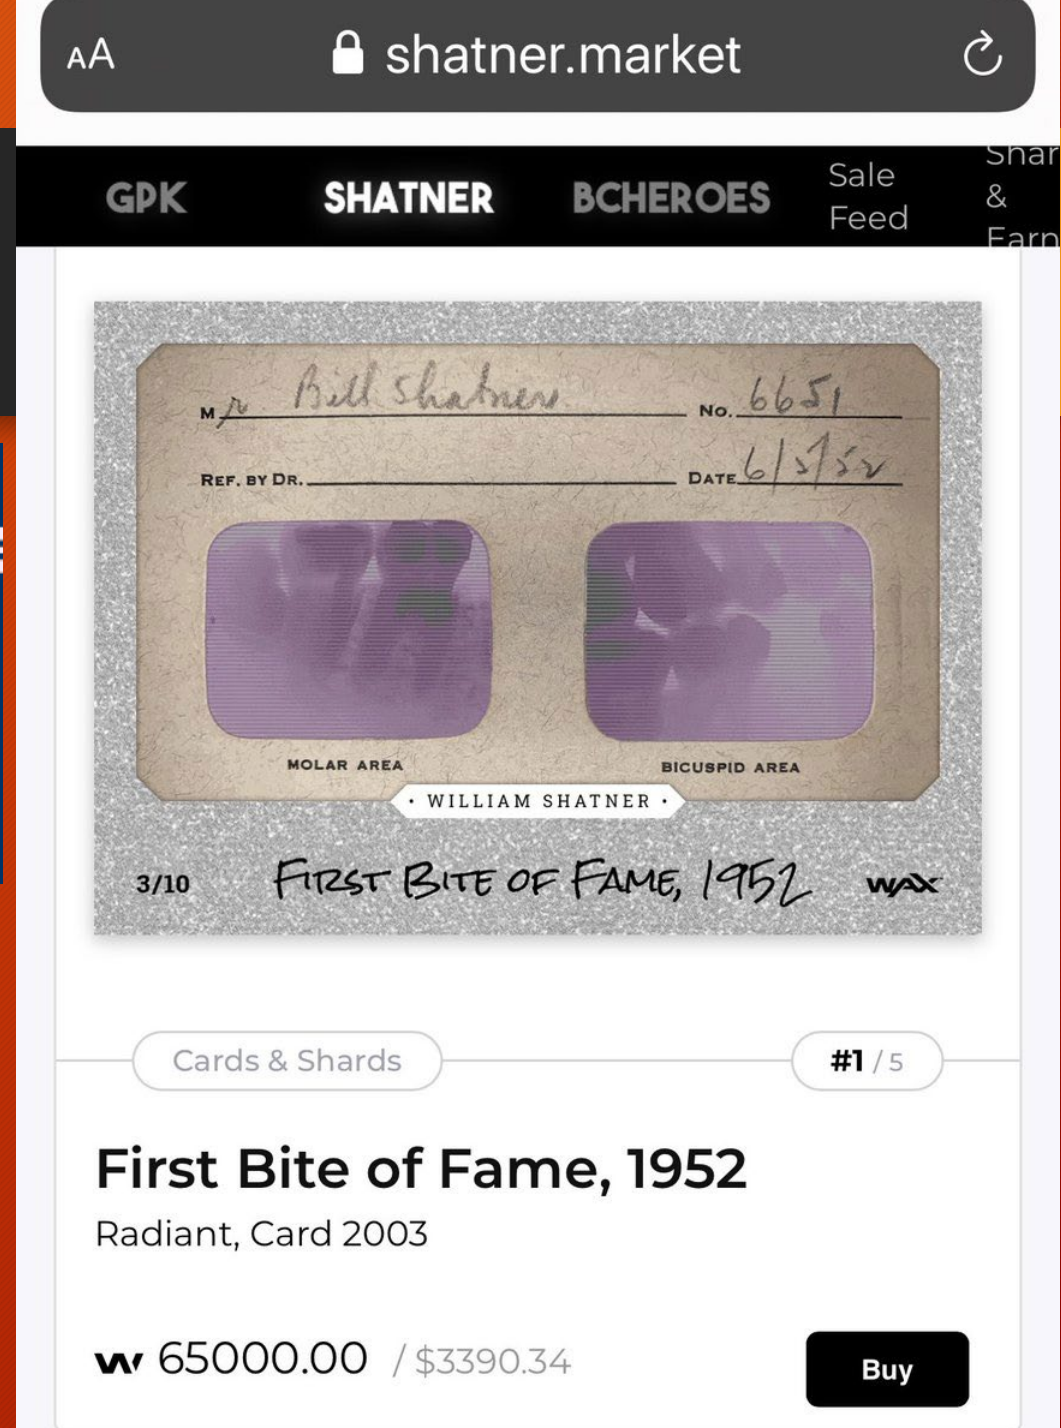 AA shatner.market
GPK SHATNER BCHEROES Sale Feed Shar & Earn
Mr Bill Shatner No. 6651
REF. BY DR. DATE 6/5/52
MOLAR AREA BICUSPID AREA
· WILLIAM SHATNER ·
3/10 FIRST BITE OF FAME, 1952 WAX
Cards & Shards #1 / 5
First Bite of Fame, 1952
Radiant, Card 2003
W 65000.00 / $3390.34 Buy